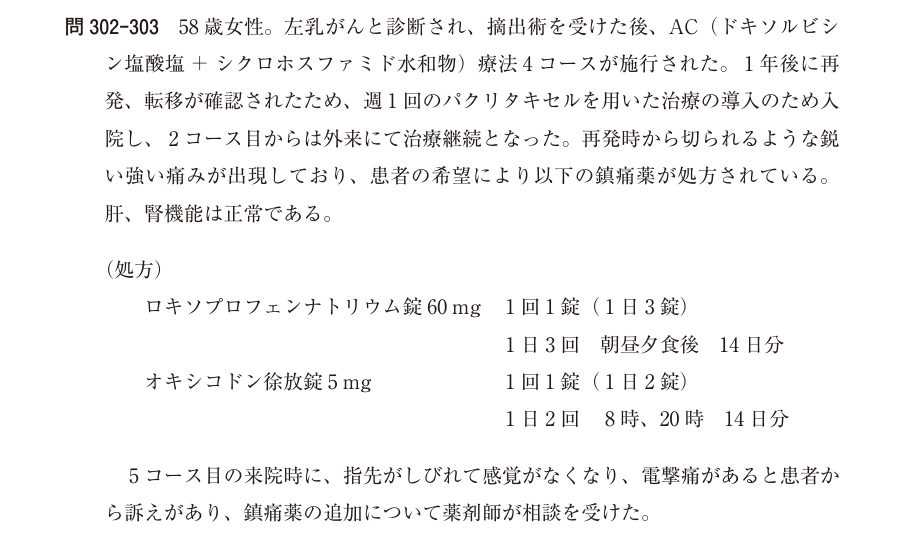 問 302-303　58 歳女性。左乳がんと診断され、摘出術を受けた後、AC（ドキソルビシ
ン塩酸塩 + シクロホスファミド水和物）療法 4 コースが施行された。1 年後に再
発、転移が確認されたため、週 1 回のパクリタキセルを用いた治療の導入のため入
院し、2 コース目からは外来にて治療継続となった。再発時から切られるような鋭
い強い痛みが出現しており、患者の希望により以下の鎮痛薬が処方されている。
肝、腎機能は正常である。
（処方）
ロキソプロフェンナトリウム錠 60 mg　1 回 1 錠（1 日 3 錠）
1 日 3 回　朝昼夕食後　14 日分
オキシコドン徐放錠 5 mg　1 回 1 錠（1 日 2 錠）
1 日 2 回　8 時、20 時　14 日分
5 コース目の来院時に、指先がしびれて感覚がなくなり、電撃痛があると患者か
ら訴えがあり、鎮痛薬の追加について薬剤師が相談を受けた。